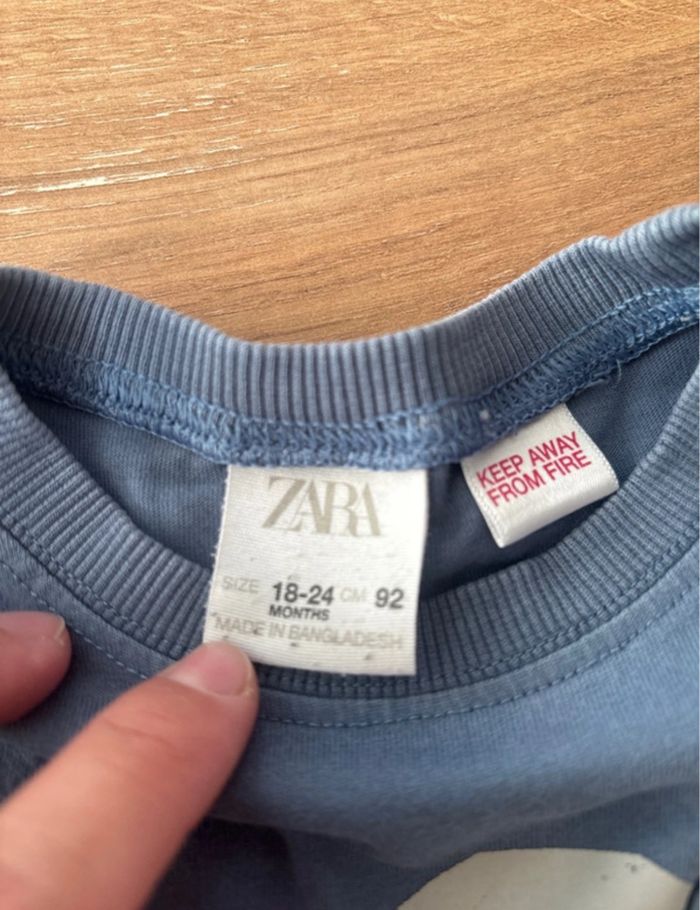 ZARA
SIZE 18-24 CM 92
MONTHS
MADE IN BANGLADESH
KEEP AWAY
FROM FIRE